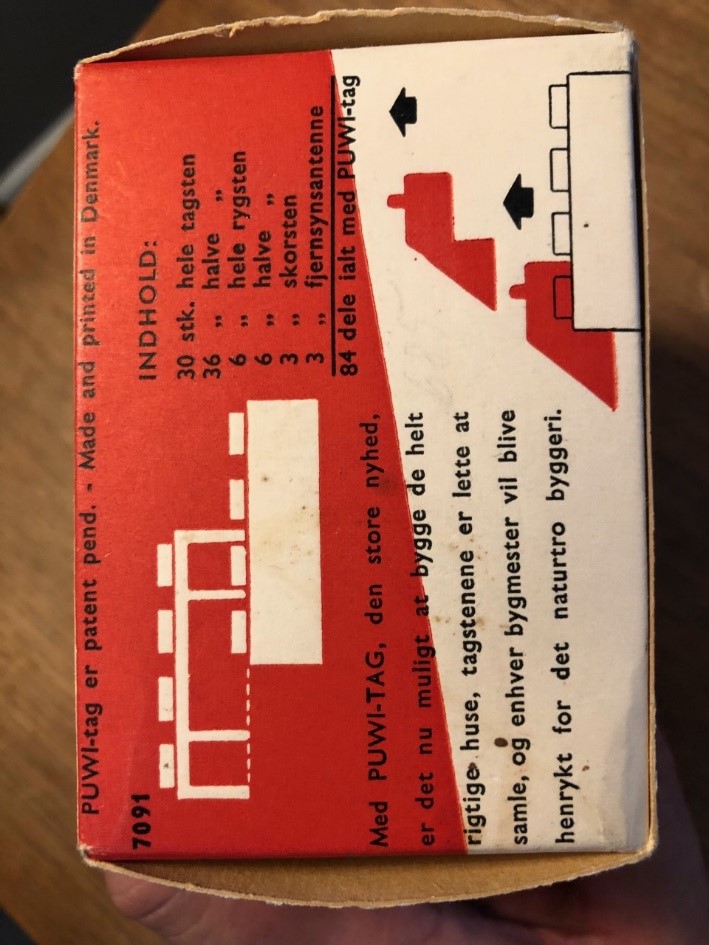 PUWI-tag er patent pend. - Made and printed in Denmark.
7091
INDHOLD:
30 stk. hele tagsten
36 „ halve „
6 „ hele rygsten
6 „ halve „
3 „ skorsten
3 „ fjernsynsantenne
84 dele ialt med PUWI-tag
Med PUWI-TAG, den store nyhed,
er det nu muligt at bygge de helt
rigtige huse, tagstenene er lette at
samle, og enhver bygmester vil blive
henrykt for det naturtro byggeri.